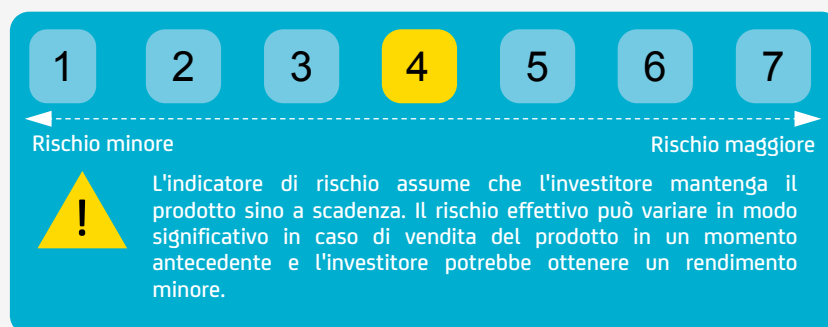 1 2 3 4 5 6 7
Rischio minore Rischio maggiore
!
L'indicatore di rischio assume che l'investitore mantenga il
prodotto sino a scadenza. Il rischio effettivo può variare in modo
significativo in caso di vendita del prodotto in un momento
antecedente e l'investitore potrebbe ottenere un rendimento
minore.